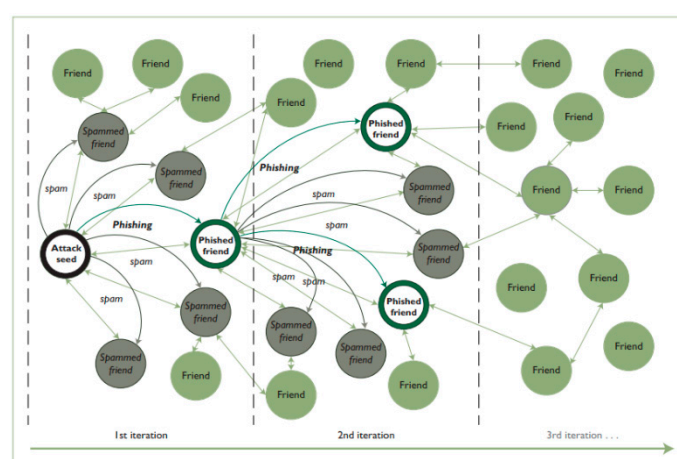 Friend
Friend
Friend
Spammed
friend
Spammed
friend
spam
spam
Phishing
Attack
seed
Phished
friend
spam
spam
Spammed
friend
Spammed
friend
Friend
1st iteration
Friend
Friend
Friend
Phished
friend
Phishing
spam
Spammed
friend
spam
Phishing
Spammed
friend
spam
spam
Phished
friend
Spammed
friend
Spammed
friend
Friend
Friend
2nd iteration
Friend
Friend
Friend
Friend
Friend
Friend
Friend
Friend
Friend
Friend
3rd iteration . . .